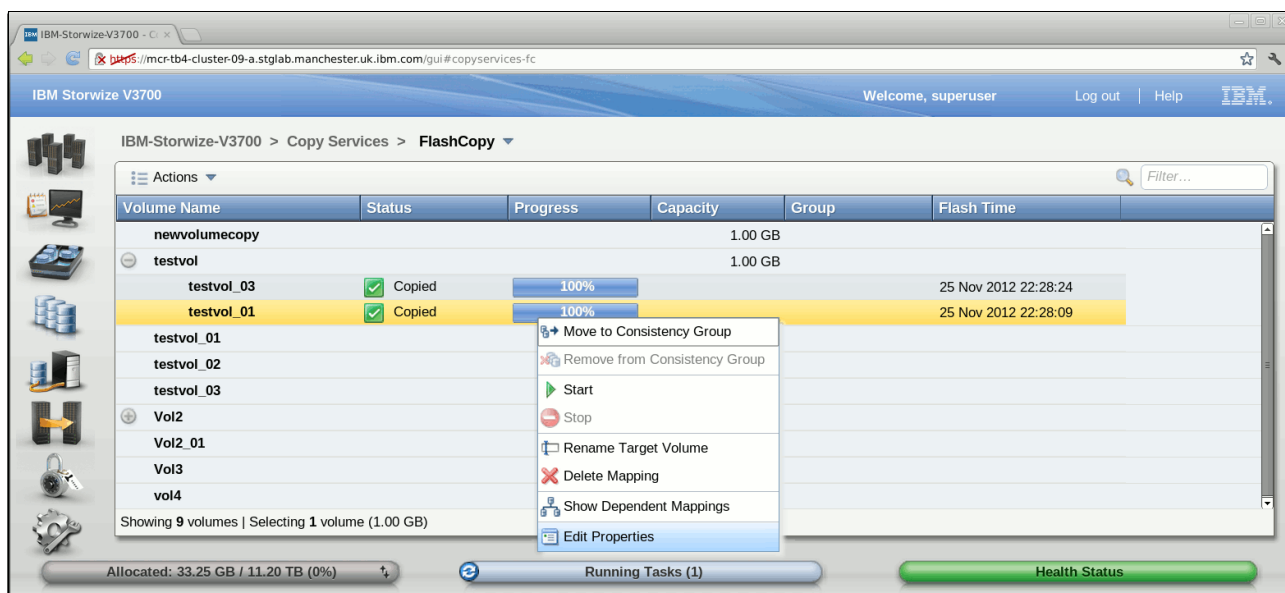 IBM IBM-Storwize-V3700 - C
https://mcr-tb4-cluster-09-a.stglab.manchester.uk.ibm.com/gui#copyservices-fc
IBM Storwize V3700 Welcome, superuser Log out | Help IBM.
IBM-Storwize-V3700 > Copy Services > FlashCopy
Actions Filter...
Volume Name Status Progress Capacity Group Flash Time
newvolumecopy 1.00 GB
testvol 1.00 GB
testvol_03 Copied 100% 25 Nov 2012 22:28:24
testvol_01 Copied 100% 25 Nov 2012 22:28:09
testvol_01
testvol_02
testvol_03
Vol2
Vol2_01
Vol3
vol4
Move to Consistency Group
Remove from Consistency Group
Start
Stop
Rename Target Volume
Delete Mapping
Show Dependent Mappings
Edit Properties
Showing 9 volumes | Selecting 1 volume (1.00 GB)
Allocated: 33.25 GB / 11.20 TB (0%) Running Tasks (1) Health Status